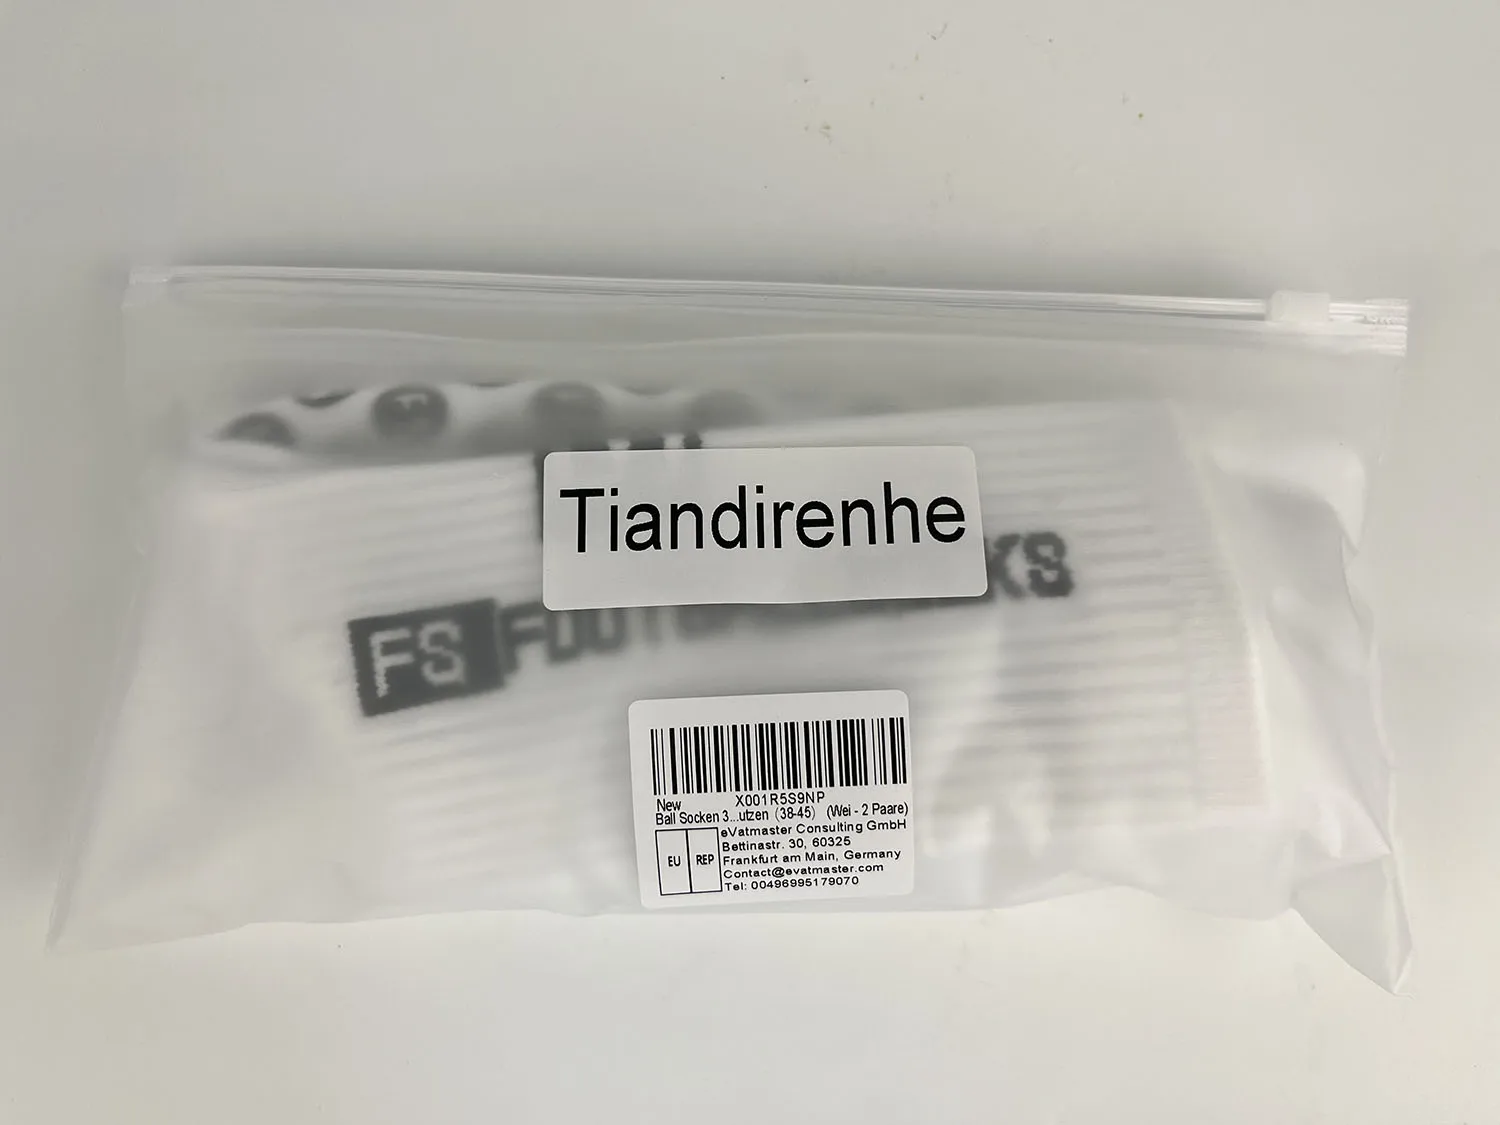 Tiandirenhe
FS
X001R5S9NP
New
Ball Socken 3...utzen（38-45） (Wei - 2 Paare)
EU REP
eVatmaster Consulting GmbH
Bettinastr. 30, 60325
Frankfurt am Main, Germany
Contact@evatmaster.com
Tel: 00496995179070